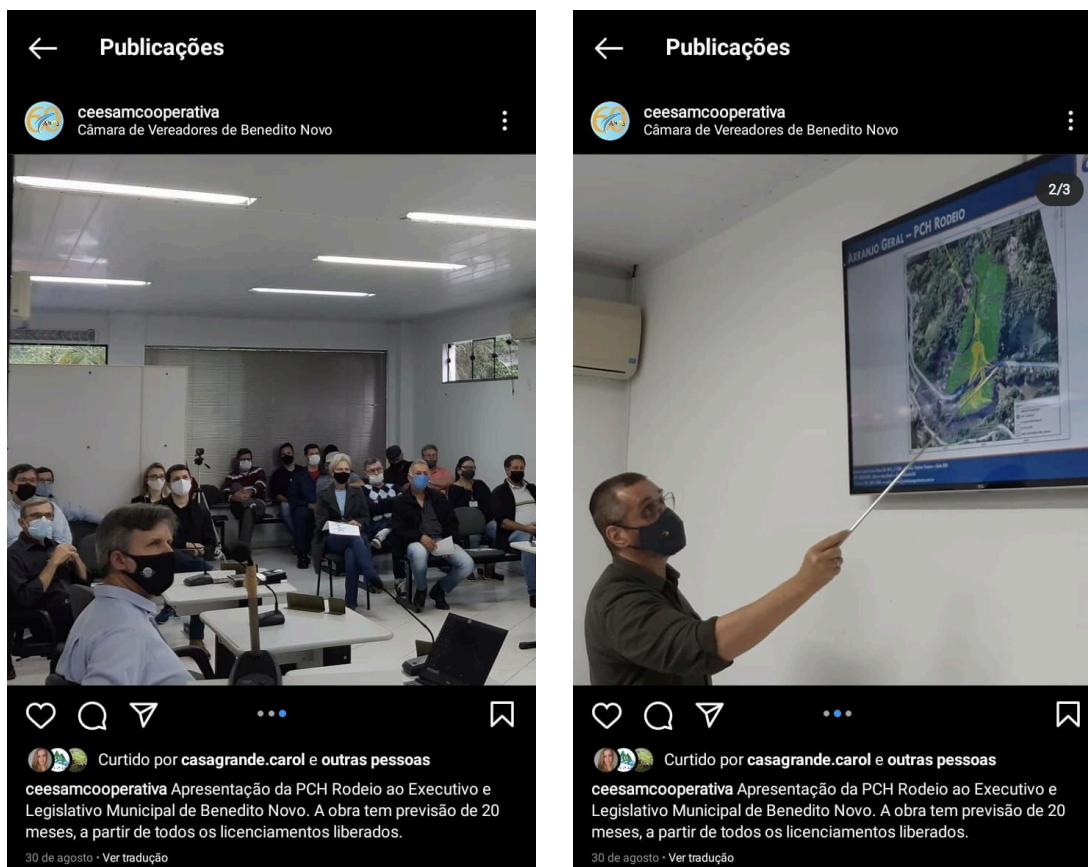 Publicações
ceesamcooperativa
Câmara de Vereadores de Benedito Novo
Curtido por casagrande.carol e outras pessoas
ceesamcooperativa Apresentação da PCH Rodeio ao Executivo e
Legislativo Municipal de Benedito Novo. A obra tem previsão de 20
meses, a partir de todos os licenciamentos liberados.
30 de agosto • Ver tradução
Publicações
ceesamcooperativa
Câmara de Vereadores de Benedito Novo
2/3
ARRANJO GERAL – PCH RODEIO
Curtido por casagrande.carol e outras pessoas
ceesamcooperativa Apresentação da PCH Rodeio ao Executivo e
Legislativo Municipal de Benedito Novo. A obra tem previsão de 20
meses, a partir de todos os licenciamentos liberados.
30 de agosto • Ver tradução